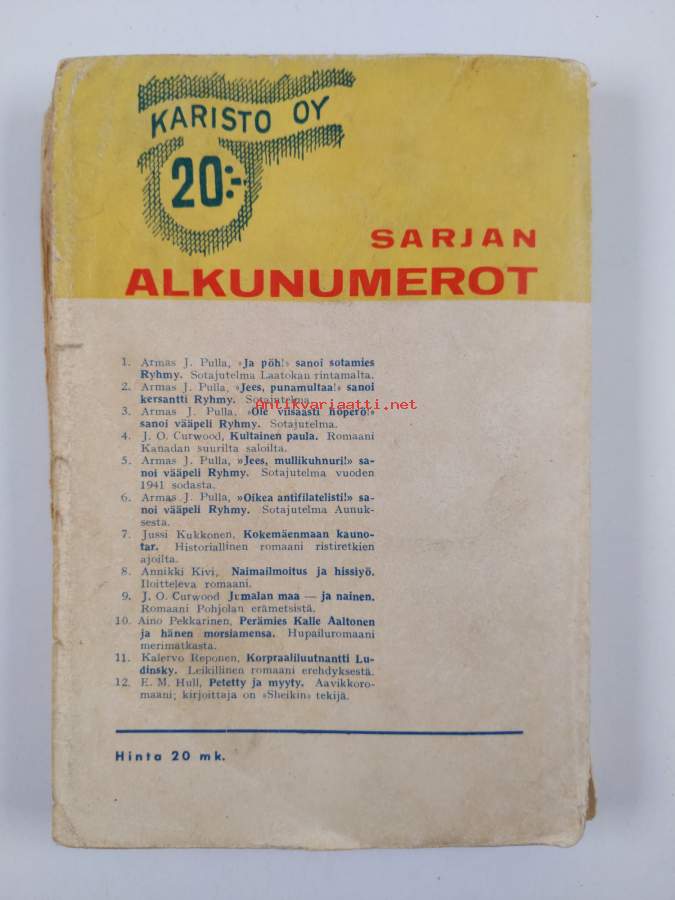 KARISTO OY
20:-
SARJAN
ALKUNUMEROT
1. Armas J. Pulla, »Ja pöh!» sanoi sotamies
Ryhmy. Sotajutelma Laatokan rintamalta.
2. Armas J. Pulla, »Jees, punamultaa!» sanoi
kersantti Ryhmy. Sotajutelma.
Antikvariaatti.net
3. Armas J. Pulla, »Ole viisaasti hoperö!»
sanoi vääpeli Ryhmy. Sotajutelma.
4. J. O. Curwood, Kultainen paula. Romaani
Kanadan suurilta saloilta.
5. Armas J. Pulla, »Jees, mullikuhnuri!» sa-
noi vääpeli Ryhmy. Sotajutelma vuoden
1941 sodasta.
6. Armas J. Pulla, »Oikea antifilatelisti!» sa-
noi vääpeli Ryhmy. Sotajutelma Aunuk-
sesta.
7. Jussi Kukkonen, Kokemäenmaan kauno-
tar. Historiallinen romaani ristiretkien
ajoilta.
8. Annikki Kivi, Naimailmoitus ja hissiyö.
Iloitteleva romaani.
9. J. O. Curwood Jumalan maa — ja nainen.
Romaani Pohjolan erämetsistä.
10. Aino Pekkarinen, Perämies Kalle Aaltonen
ja hänen morsiamensa. Hupailuromaani
merimatkasta.
11. Kalervo Reponen, Korpraaliluutnantti Lu-
dinsky. Leikillinen romaani erehdyksestä.
12. E. M. Hull, Petetty ja myyty. Aavikkoro-
maani; kirjoittaja on »Sheikin» tekijä.
Hinta 20 mk.